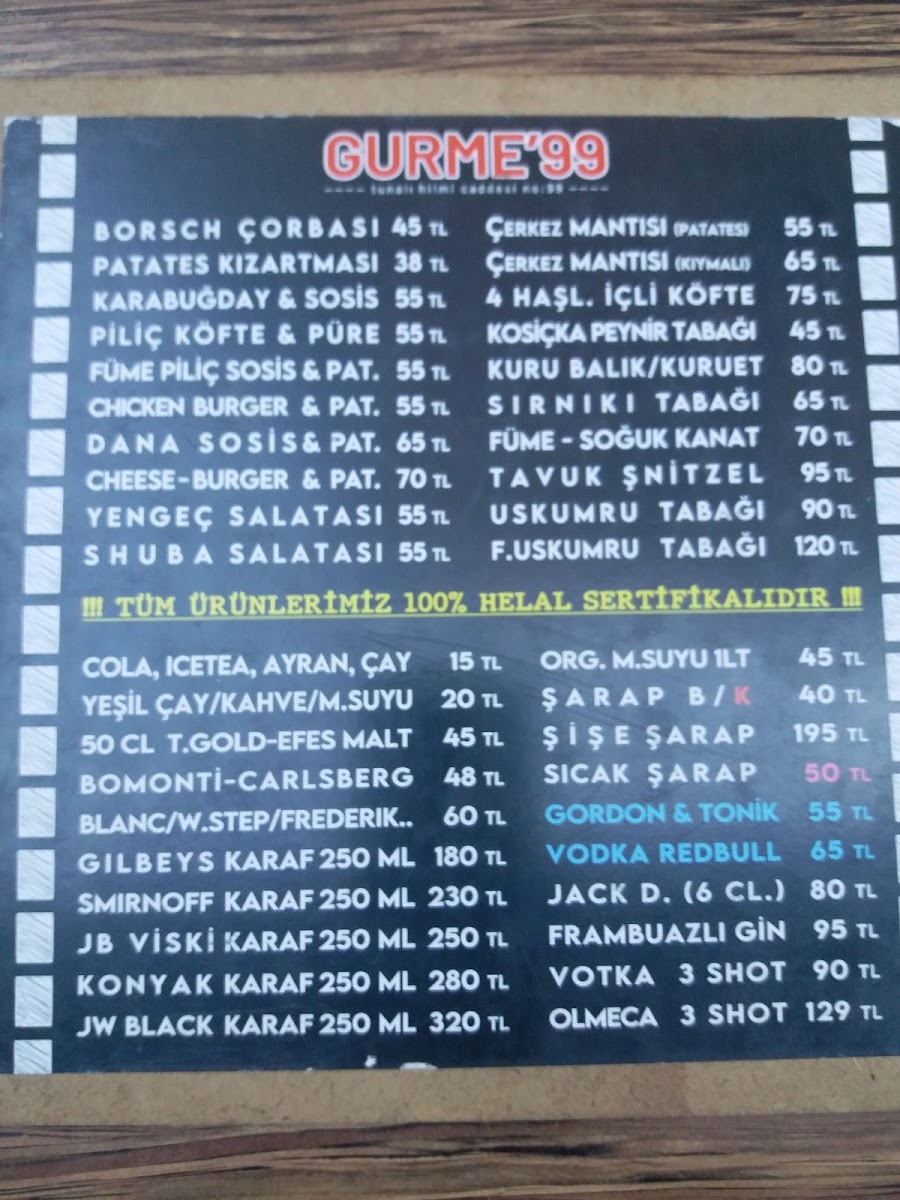 GURME'99
---- tunalı hilmi caddesi no:99 ----
BORSCH ÇORBASI 45 TL
PATATES KIZARTMASI 38 TL
KARABUĞDAY & SOSİS 55 TL
PİLİÇ KÖFTE & PÜRE 55 TL
FÜME PİLİÇ SOSİS & PAT. 55 TL
CHICKEN BURGER & PAT. 55 TL
DANA SOSİS& PAT. 65 TL
CHEESE-BURGER & PAT. 70 TL
YENGEÇ SALATASI 55 TL
SHUBA SALATASI 55 TL
ÇERKEZ MANTISI (PATATES) 55 TL
ÇERKEZ MANTISI (KIYMALI) 65 TL
4 HAŞL. İÇLİ KÖFTE 75 TL
KOSİÇKA PEYNİR TABAĞI 45 TL
KURU BALIK/KURUET 80 TL
SIRNIKI TABAĞI 65 TL
FÜME - SOĞUK KANAT 70 TL
TAVUK ŞNİTZEL 95 TL
USKUMRU TABAĞI 90 TL
F.USKUMRU TABAĞI 120 TL
!!! TÜM ÜRÜNLERİMİZ 100% HELAL SERTİFİKALIDIR !!!
COLA, ICETEA, AYRAN, ÇAY 15 TL
YEŞİL ÇAY/KAHVE/M.SUYU 20 TL
50 CL T.GOLD-EFES MALT 45 TL
BOMONTİ-CARLSBERG 48 TL
BLANC/W.STEP/FREDERIK.. 60 TL
GILBEYS KARAF 250 ML 180 TL
SMIRNOFF KARAF 250 ML 230 TL
JB VİSKİ KARAF 250 ML 250 TL
KONYAK KARAF 250 ML 280 TL
JW BLACK KARAF 250 ML 320 TL
ORG. M.SUYU 1LT 45 TL
ŞARAP B/K 40 TL
ŞİŞE ŞARAP 195 TL
SICAK ŞARAP 50 TL
GORDON & TONİK 55 TL
VODKA REDBULL 65 TL
JACK D. (6 CL.) 80 TL
FRAMBUAZLI GİN 95 TL
VOTKA 3 SHOT 90 TL
OLMECA 3 SHOT 129 TL